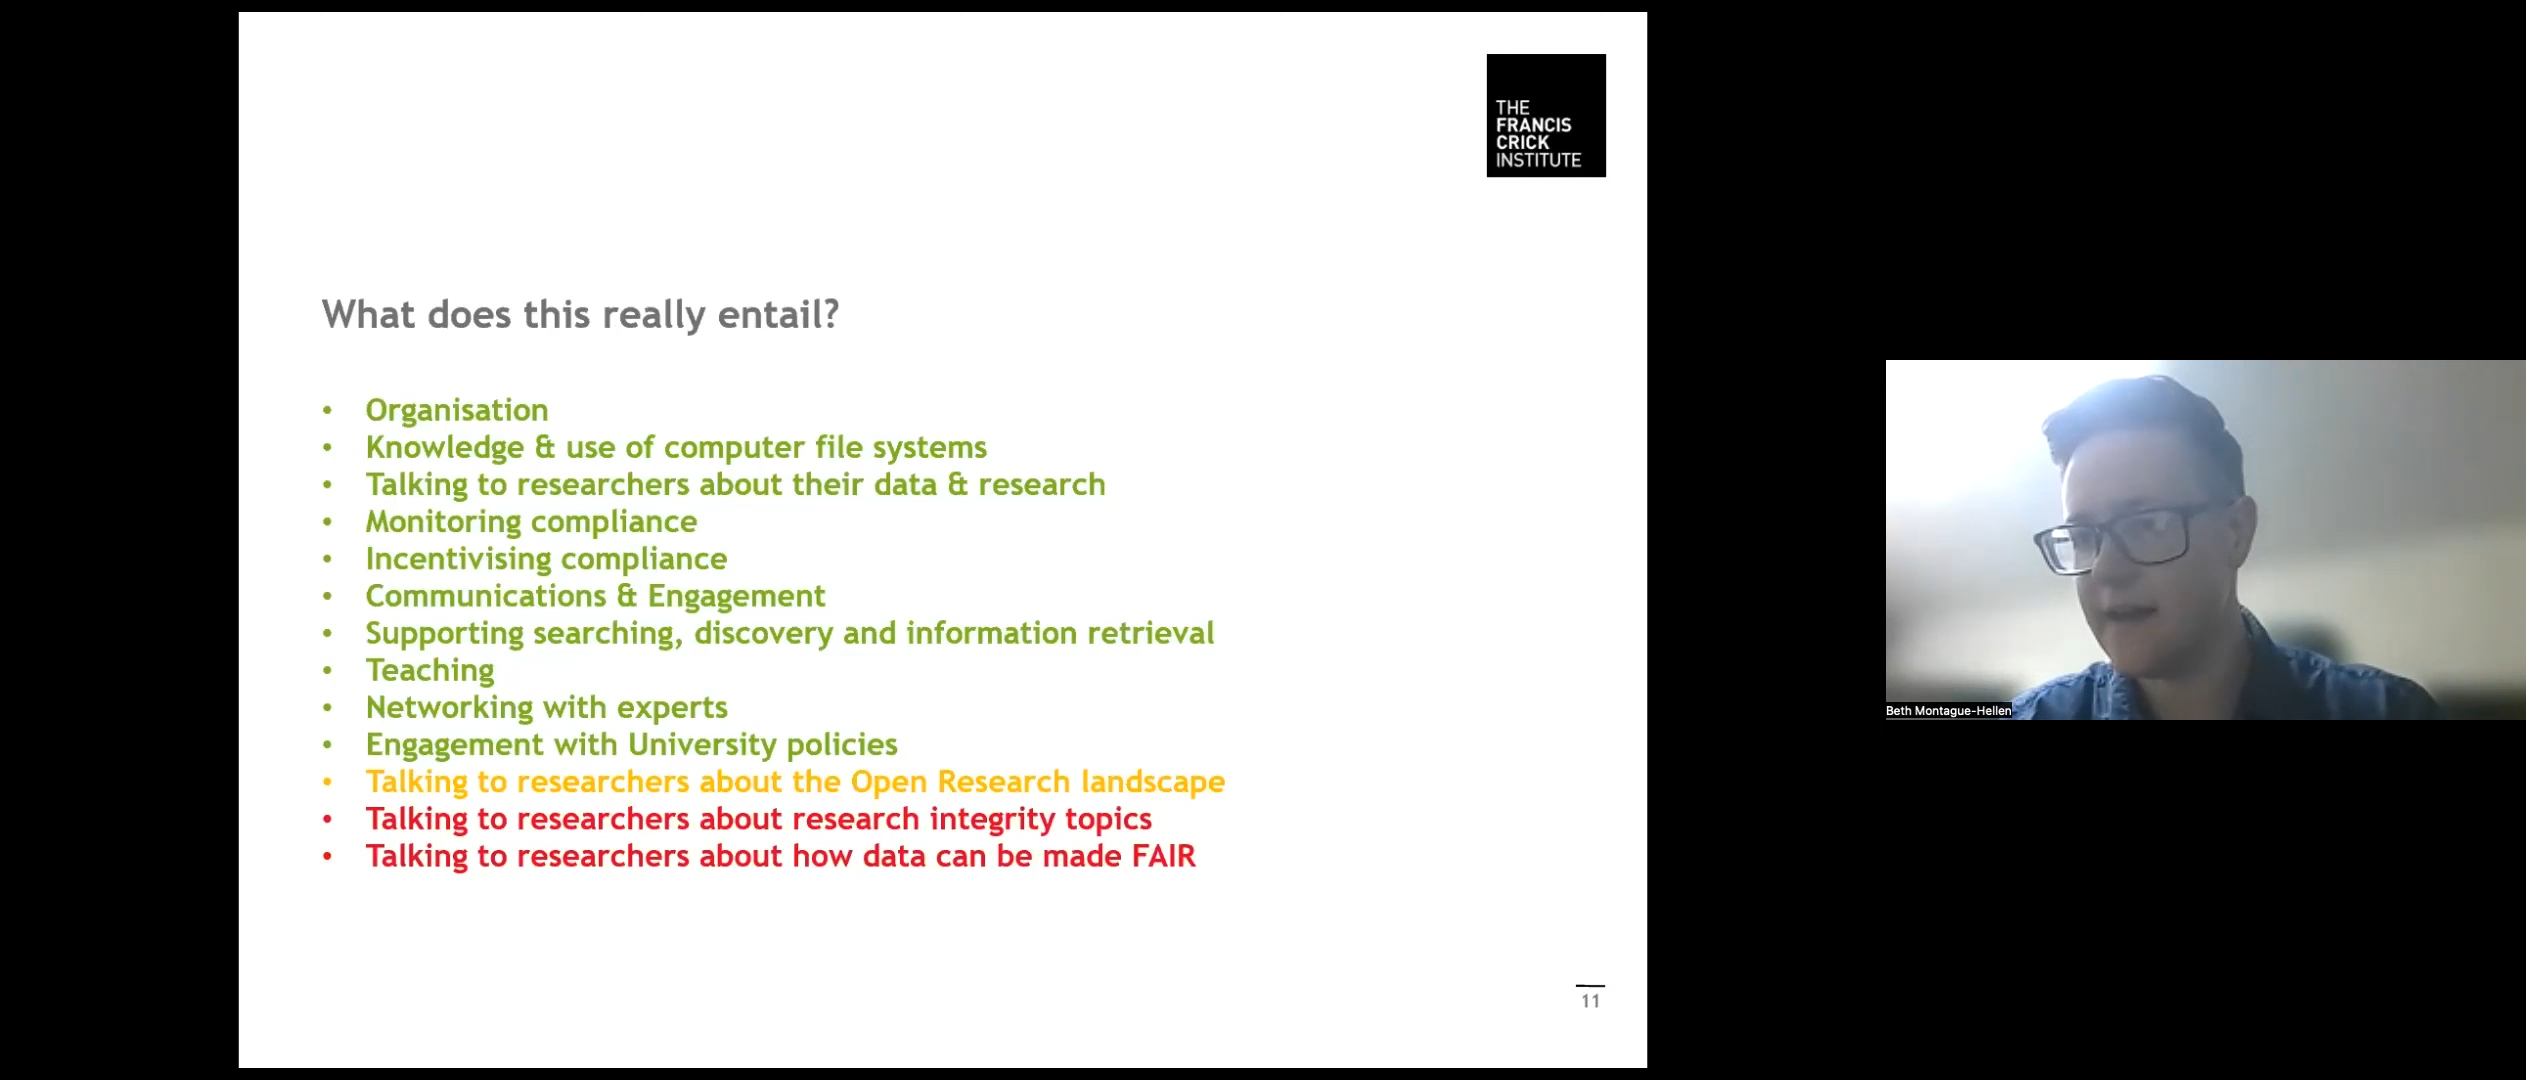 THE
FRANCIS
CRICK
INSTITUTE
What does this really entail?
• Organisation
• Knowledge & use of computer file systems
• Talking to researchers about their data & research
• Monitoring compliance
• Incentivising compliance
• Communications & Engagement
• Supporting searching, discovery and information retrieval
• Teaching
• Networking with experts
• Engagement with University policies
• Talking to researchers about the Open Research landscape
• Talking to researchers about research integrity topics
• Talking to researchers about how data can be made FAIR
11
Beth Montague-Hellen